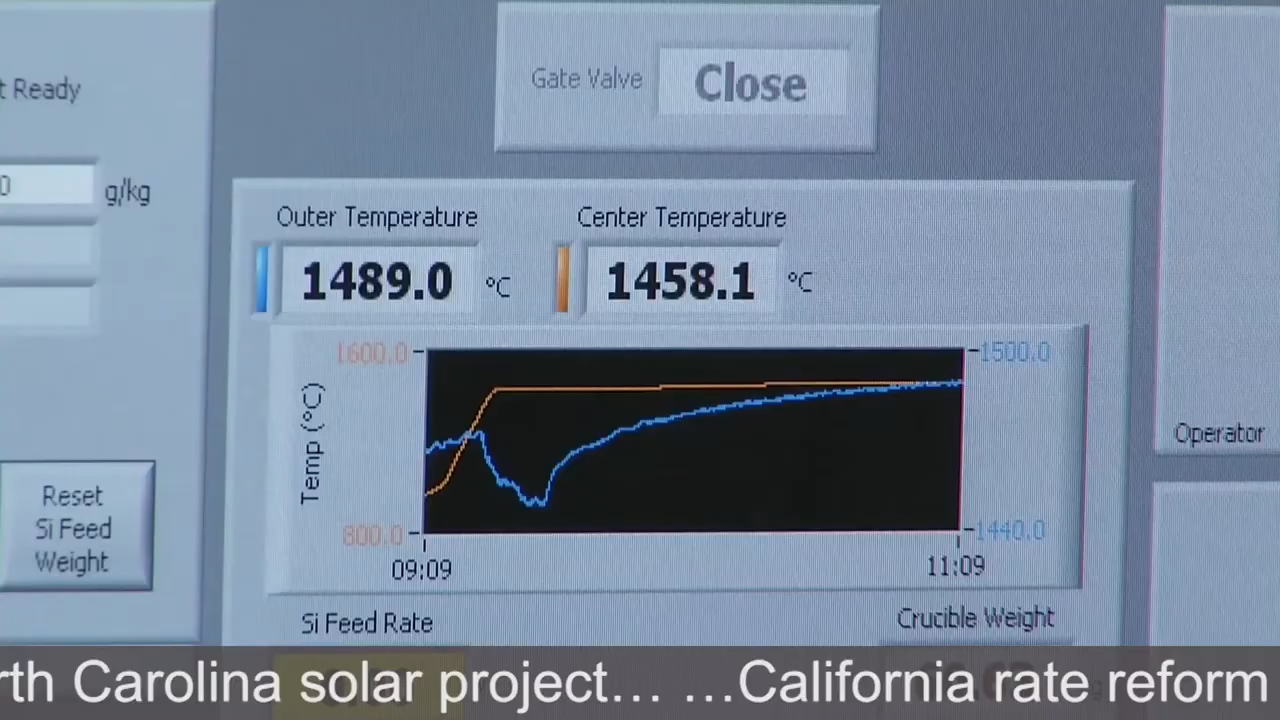 t Ready
Gate Valve
Close
g/kg
Outer Temperature
Center Temperature
1489.0 °C
1458.1 °C
1600.0
1500.0
Temp (°C)
Operator
Reset
Si Feed
Weight
800.0
1440.0
09:09
11:09
Si Feed Rate
Crucible Weight
rth Carolina solar project... ...California rate reform